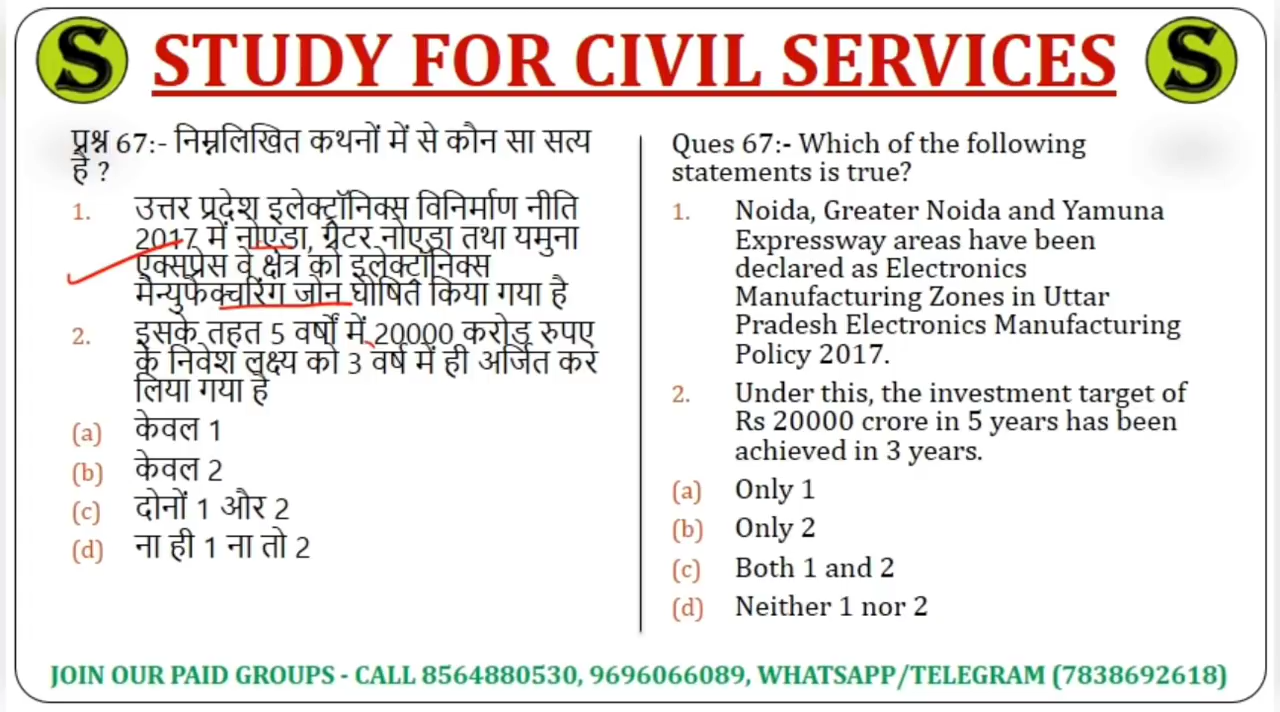 S
STUDY FOR CIVIL SERVICES
S
प्रश्न 67:- निम्नलिखित कथनों में से कौन सा सत्य
है ?
1. उत्तर प्रदेश इलेक्ट्रॉनिक्स विनिर्माण नीति
2017 में नोएडा, ग्रेटर नोएडा तथा यमुना
एक्सप्रेस वे क्षेत्र को इलेक्ट्रॉनिक्स
मैन्युफैक्चरिंग जोन घोषित किया गया है
2. इसके तहत 5 वर्षों में 20000 करोड़ रुपए
के निवेश लक्ष्य को 3 वर्ष में ही अर्जित कर
लिया गया है
(a) केवल 1
(b) केवल 2
(c) दोनों 1 और 2
(d) ना ही 1 ना तो 2
Ques 67:- Which of the following
statements is true?
1. Noida, Greater Noida and Yamuna
Expressway areas have been
declared as Electronics
Manufacturing Zones in Uttar
Pradesh Electronics Manufacturing
Policy 2017.
2. Under this, the investment target of
Rs 20000 crore in 5 years has been
achieved in 3 years.
(a) Only 1
(b) Only 2
(c) Both 1 and 2
(d) Neither 1 nor 2
JOIN OUR PAID GROUPS - CALL 8564880530, 9696066089, WHATSAPP/TELEGRAM (7838692618)